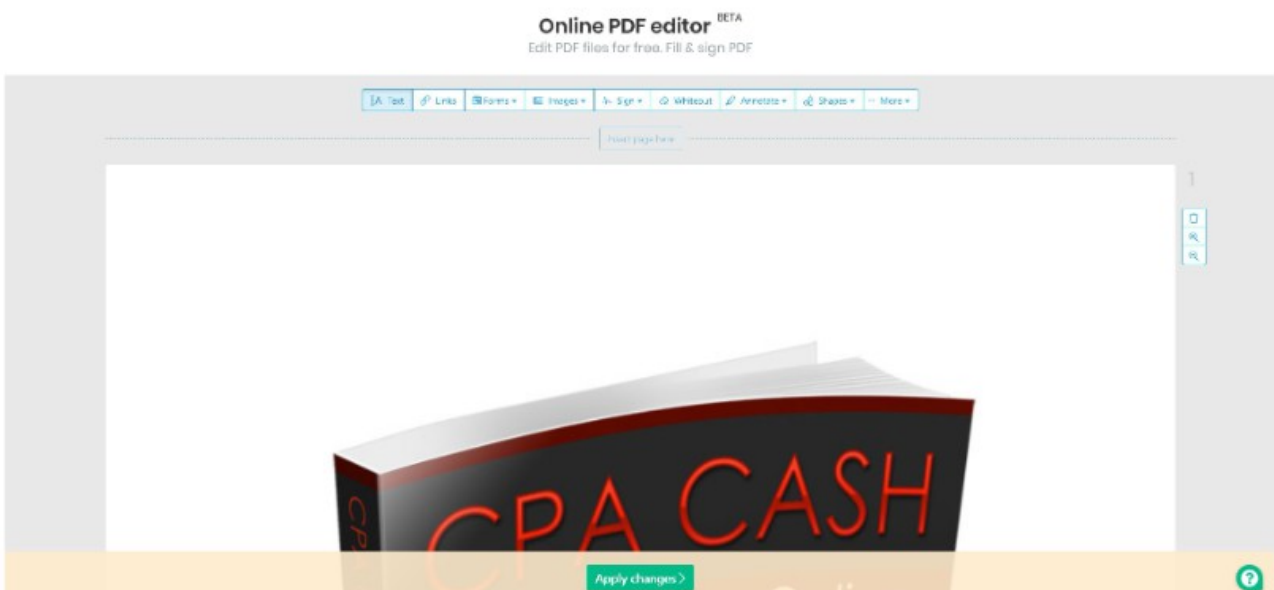 Online PDF editor BETA
Edit PDF files for free. Fill & sign PDF
Text Links Forms Images Sign Whiteout Annotate Shapes More
Insert page here
1
CPA CASH
CPA
Apply changes
?